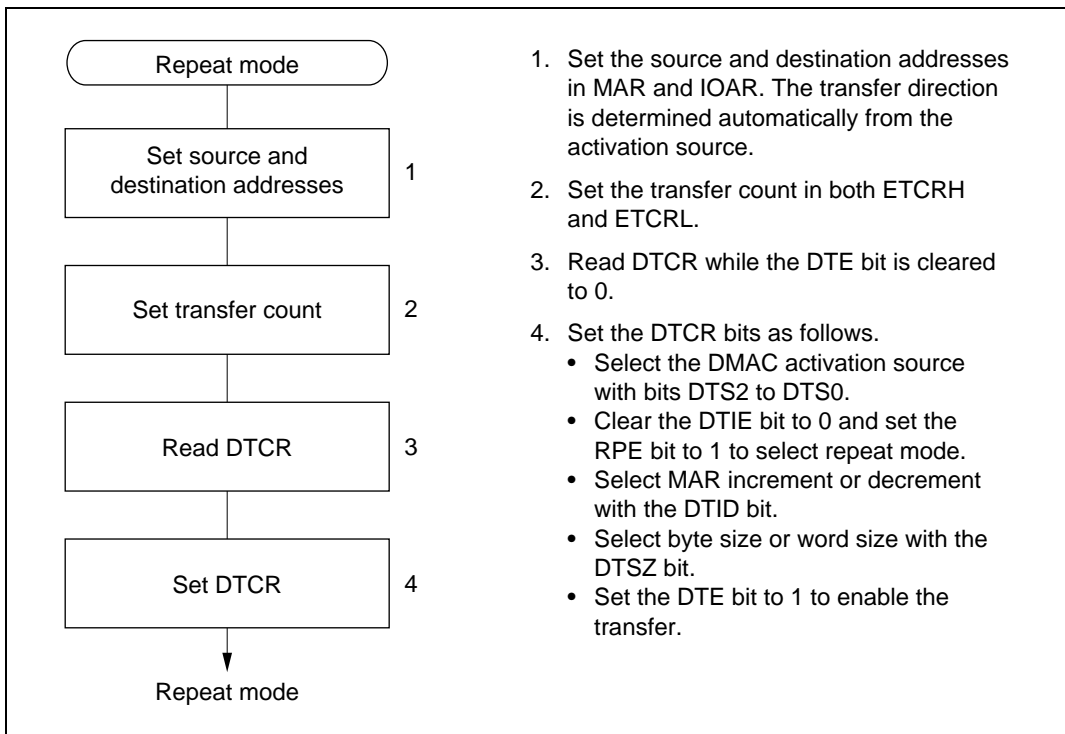 Repeat mode
Set source and
destination addresses
1
Set transfer count
2
Read DTCR
3
Set DTCR
4
Repeat mode
1. Set the source and destination addresses
in MAR and IOAR. The transfer direction
is determined automatically from the
activation source.
2. Set the transfer count in both ETCRH
and ETCRL.
3. Read DTCR while the DTE bit is cleared
to 0.
4. Set the DTCR bits as follows.
• Select the DMAC activation source
with bits DTS2 to DTS0.
• Clear the DTIE bit to 0 and set the
RPE bit to 1 to select repeat mode.
• Select MAR increment or decrement
with the DTID bit.
• Select byte size or word size with the
DTSZ bit.
• Set the DTE bit to 1 to enable the
transfer.